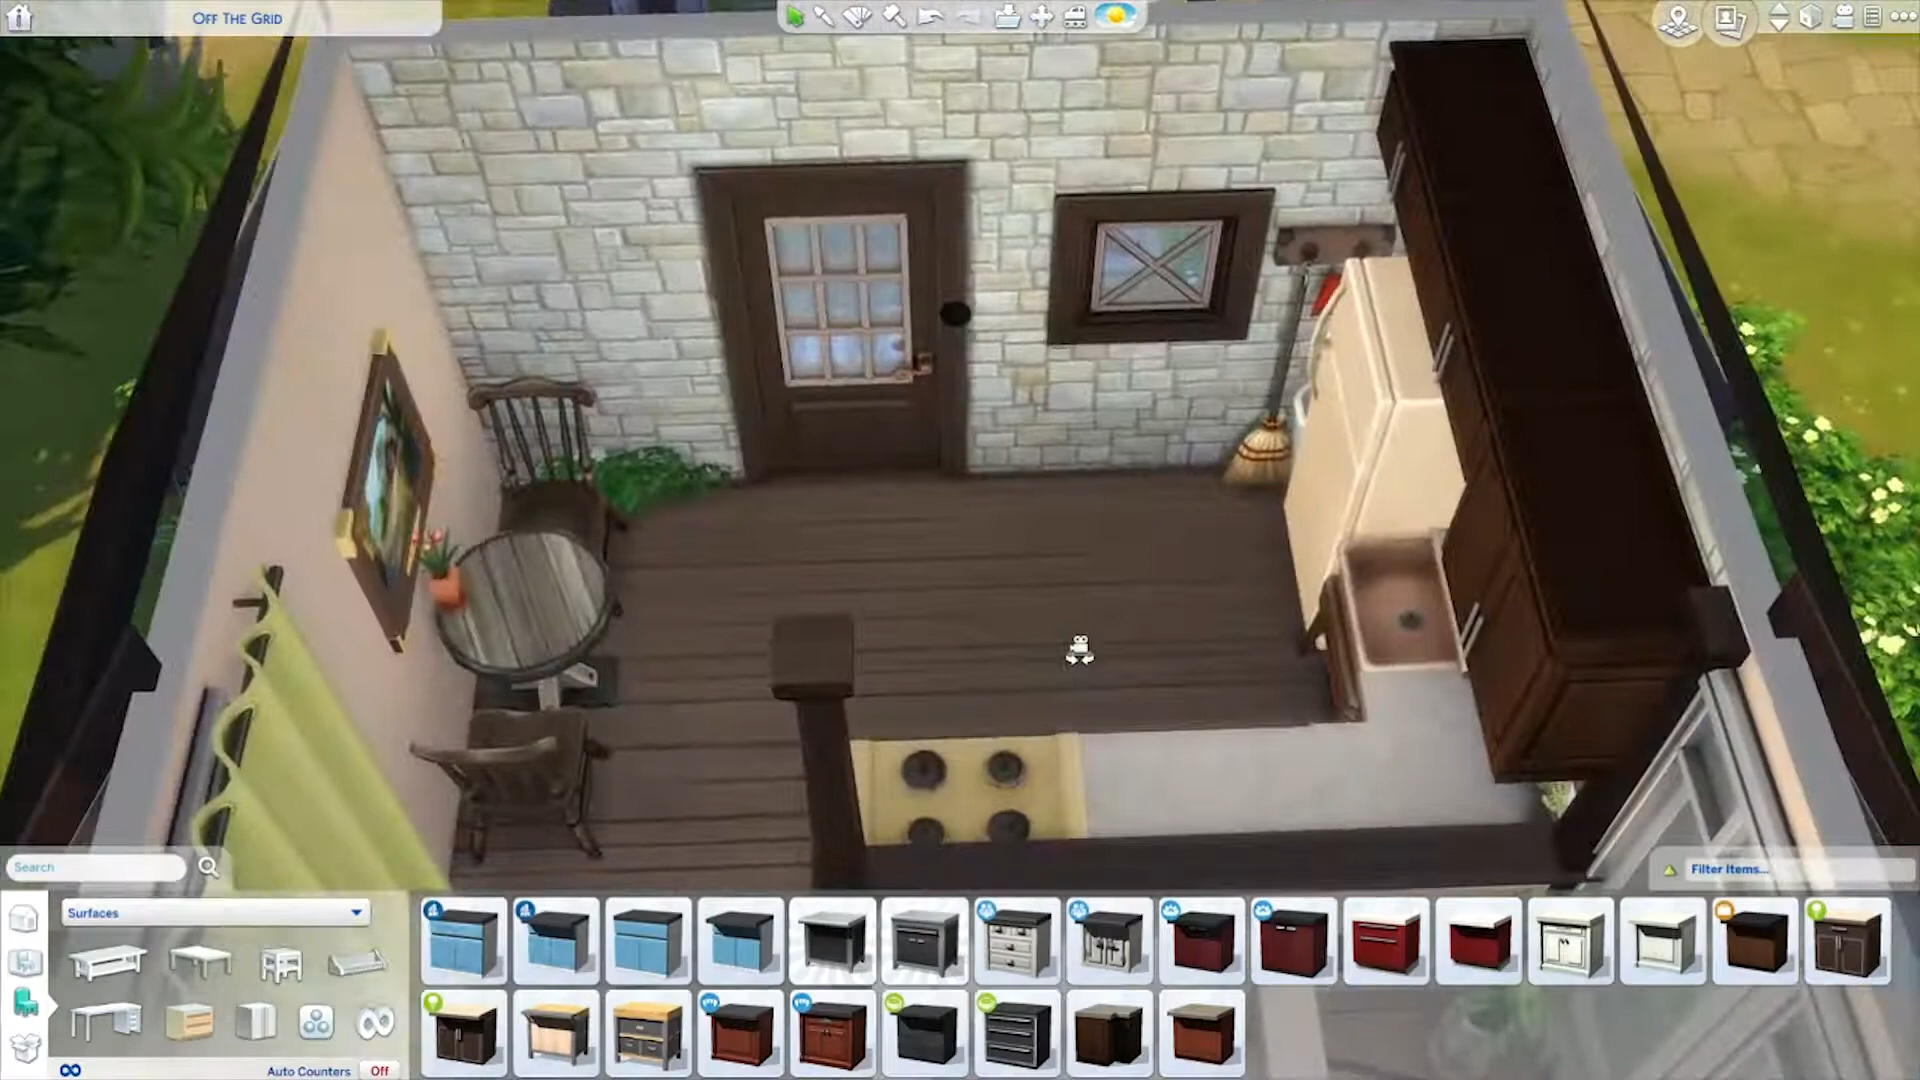 OFF THE GRID
Search
Filter Items...
Surfaces
Auto Counters
Off